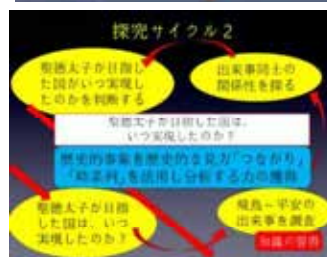 探究サイクル2
聖徳太子が目指し
た国がいつ実現し
たのかを判断する
出来事同士の
関係性を探る
聖徳太子が目指した国は、
いつ実現したのか？
歴史的事象を歴史的な見方「つながり」
「時系列」を活用し分析する力の獲得
聖徳太子が目指
した国は、いつ
実現したのか？
飛鳥～平安の
出来事を調査
知識の習得